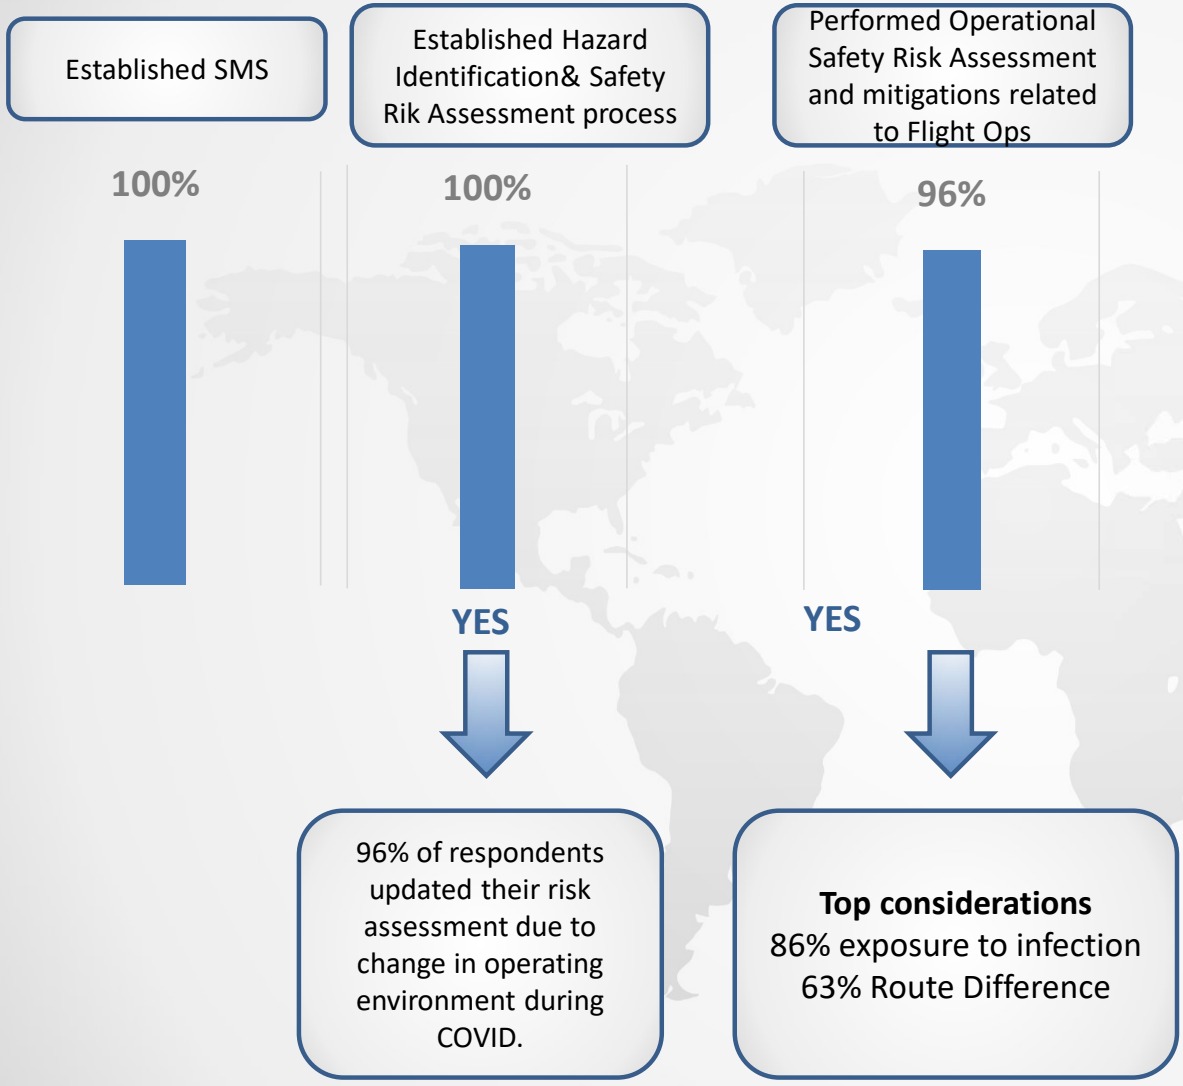 Established SMS
Established Hazard
Identification& Safety
Rik Assessment process
Performed Operational
Safety Risk Assessment
and mitigations related
to Flight Ops
100%
100%
96%
YES
YES
96% of respondents
updated their risk
assessment due to
change in operating
environment during
COVID.
Top considerations
86% exposure to infection
63% Route Difference